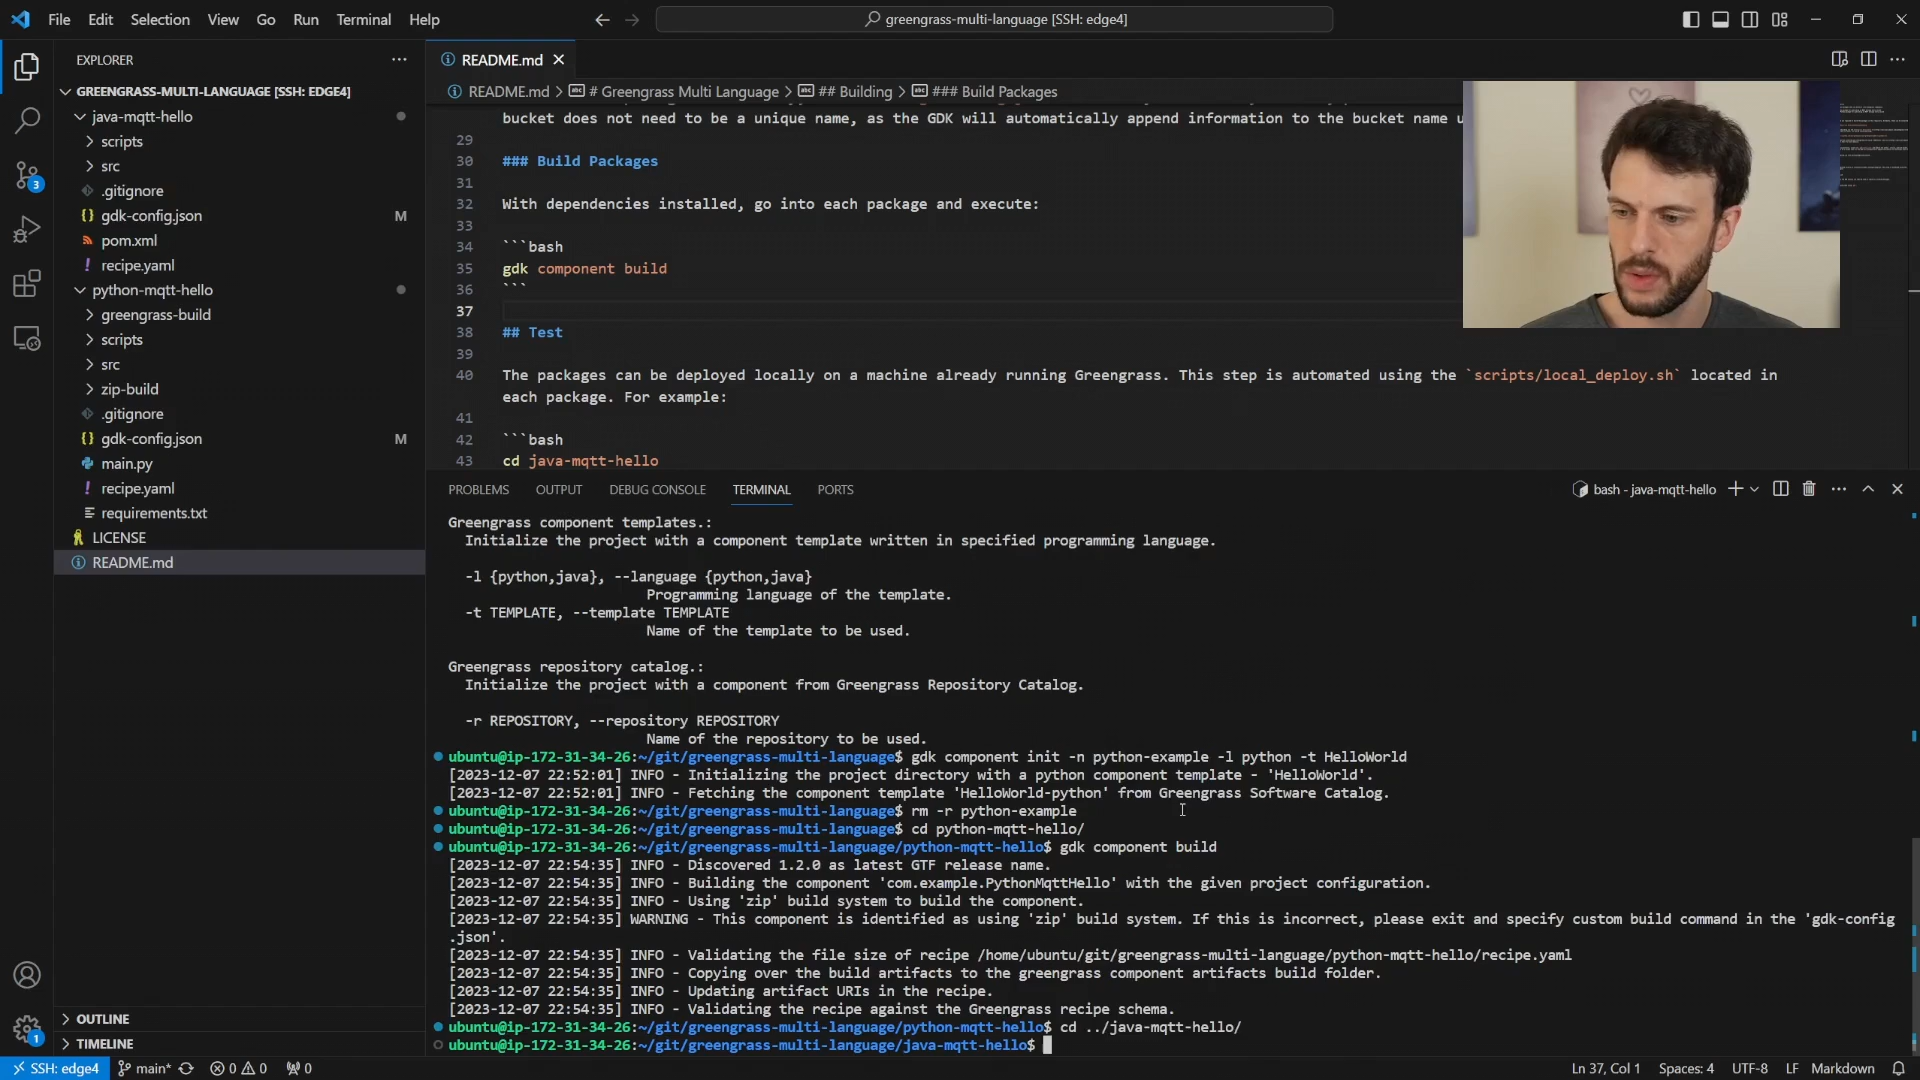 File Edit Selection View Go Run Terminal Help
greengrass-multi-language [SSH: edge4]
EXPLORER
GREENGRASS-MULTI-LANGUAGE [SSH: EDGE4]
java-mqtt-hello
scripts
src
.gitignore
gdk-config.json M
pom.xml
recipe.yaml
python-mqtt-hello
greengrass-build
scripts
src
zip-build
.gitignore
gdk-config.json M
main.py
recipe.yaml
requirements.txt
LICENSE
README.md
OUTLINE
TIMELINE
3
1
README.md
README.md > # Greengrass Multi Language > ## Building > ### Build Packages
bucket does not need to be a unique name, as the GDK will automatically append information to the bucket name
29
30 ### Build Packages
31
32 With dependencies installed, go into each package and execute:
33
34 ```bash
35 gdk component build
36 ```
37
38 ## Test
39
40 The packages can be deployed locally on a machine already running Greengrass. This step is automated using the `scripts/local_deploy.sh` located in
each package. For example:
41
42 ```bash
43 cd java-mqtt-hello
PROBLEMS OUTPUT DEBUG CONSOLE TERMINAL PORTS
bash - java-mqtt-hello
Greengrass component templates.:
Initialize the project with a component template written in specified programming language.
-l {python,java}, --language {python,java}
Programming language of the template.
-t TEMPLATE, --template TEMPLATE
Name of the template to be used.
Greengrass repository catalog.:
Initialize the project with a component from Greengrass Repository Catalog.
-r REPOSITORY, --repository REPOSITORY
Name of the repository to be used.
ubuntu@ip-172-31-34-26:~/git/greengrass-multi-language$ gdk component init -n python-example -l python -t HelloWorld
[2023-12-07 22:52:01] INFO - Initializing the project directory with a python component template - 'HelloWorld'.
[2023-12-07 22:52:01] INFO - Fetching the component template 'HelloWorld-python' from Greengrass Software Catalog.
ubuntu@ip-172-31-34-26:~/git/greengrass-multi-language$ rm -r python-example
ubuntu@ip-172-31-34-26:~/git/greengrass-multi-language$ cd python-mqtt-hello/
ubuntu@ip-172-31-34-26:~/git/greengrass-multi-language/python-mqtt-hello$ gdk component build
[2023-12-07 22:54:35] INFO - Discovered 1.2.0 as latest GTF release name.
[2023-12-07 22:54:35] INFO - Building the component 'com.example.PythonMqttHello' with the given project configuration.
[2023-12-07 22:54:35] INFO - Using 'zip' build system to build the component.
[2023-12-07 22:54:35] WARNING - This component is identified as using 'zip' build system. If this is incorrect, please exit and specify custom build command in the 'gdk-config
.json'.
[2023-12-07 22:54:35] INFO - Validating the file size of recipe /home/ubuntu/git/greengrass-multi-language/python-mqtt-hello/recipe.yaml
[2023-12-07 22:54:35] INFO - Copying over the build artifacts to the greengrass component artifacts build folder.
[2023-12-07 22:54:35] INFO - Updating artifact URIs in the recipe.
[2023-12-07 22:54:35] INFO - Validating the recipe against the Greengrass recipe schema.
ubuntu@ip-172-31-34-26:~/git/greengrass-multi-language/python-mqtt-hello$ cd ../java-mqtt-hello/
ubuntu@ip-172-31-34-26:~/git/greengrass-multi-language/java-mqtt-hello$
SSH: edge4 main* 0 0 0 Ln 37, Col 1 Spaces: 4 UTF-8 LF Markdown